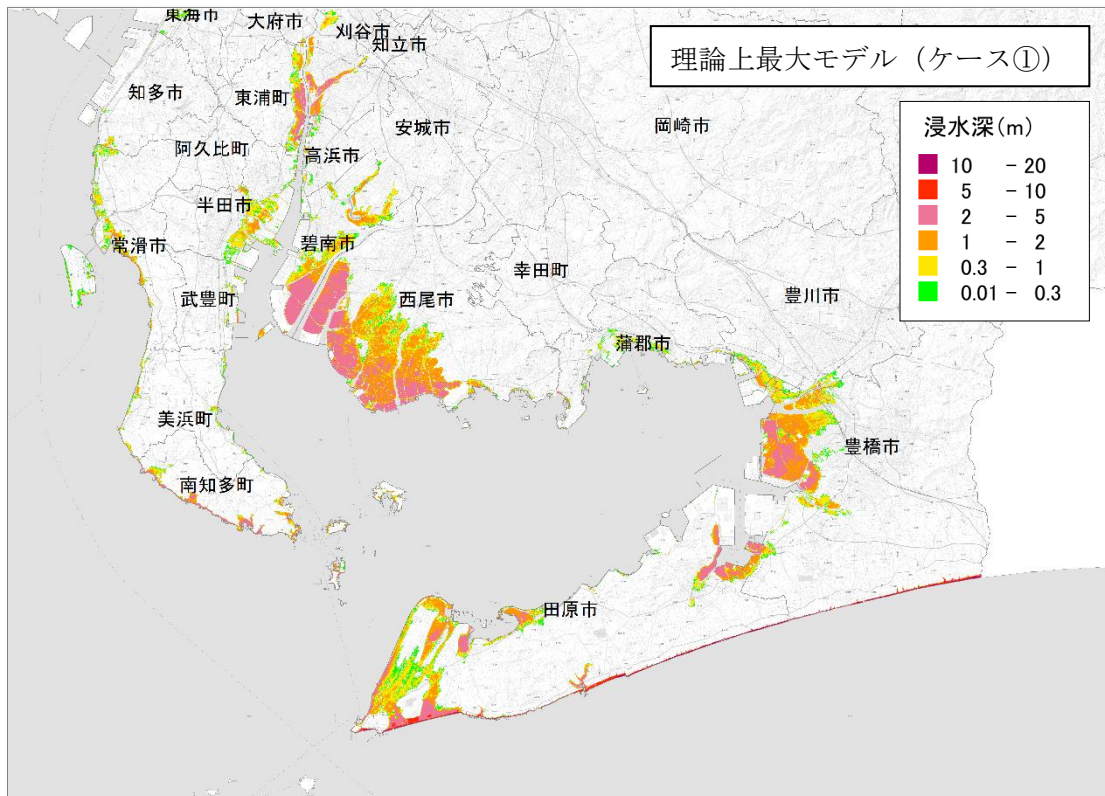 東海市
大府市
刈谷市
知立市
理論上最大モデル（ケース①）
知多市
東浦町
安城市
岡崎市
阿久比町
高浜市
半田市
碧南市
常滑市
武豊町
西尾市
幸田町
豊川市
蒲郡市
美浜町
豊橋市
南知多町
田原市
浸水深(m)
10 － 20
5 － 10
2 － 5
1 － 2
0.3 － 1
0.01 － 0.3